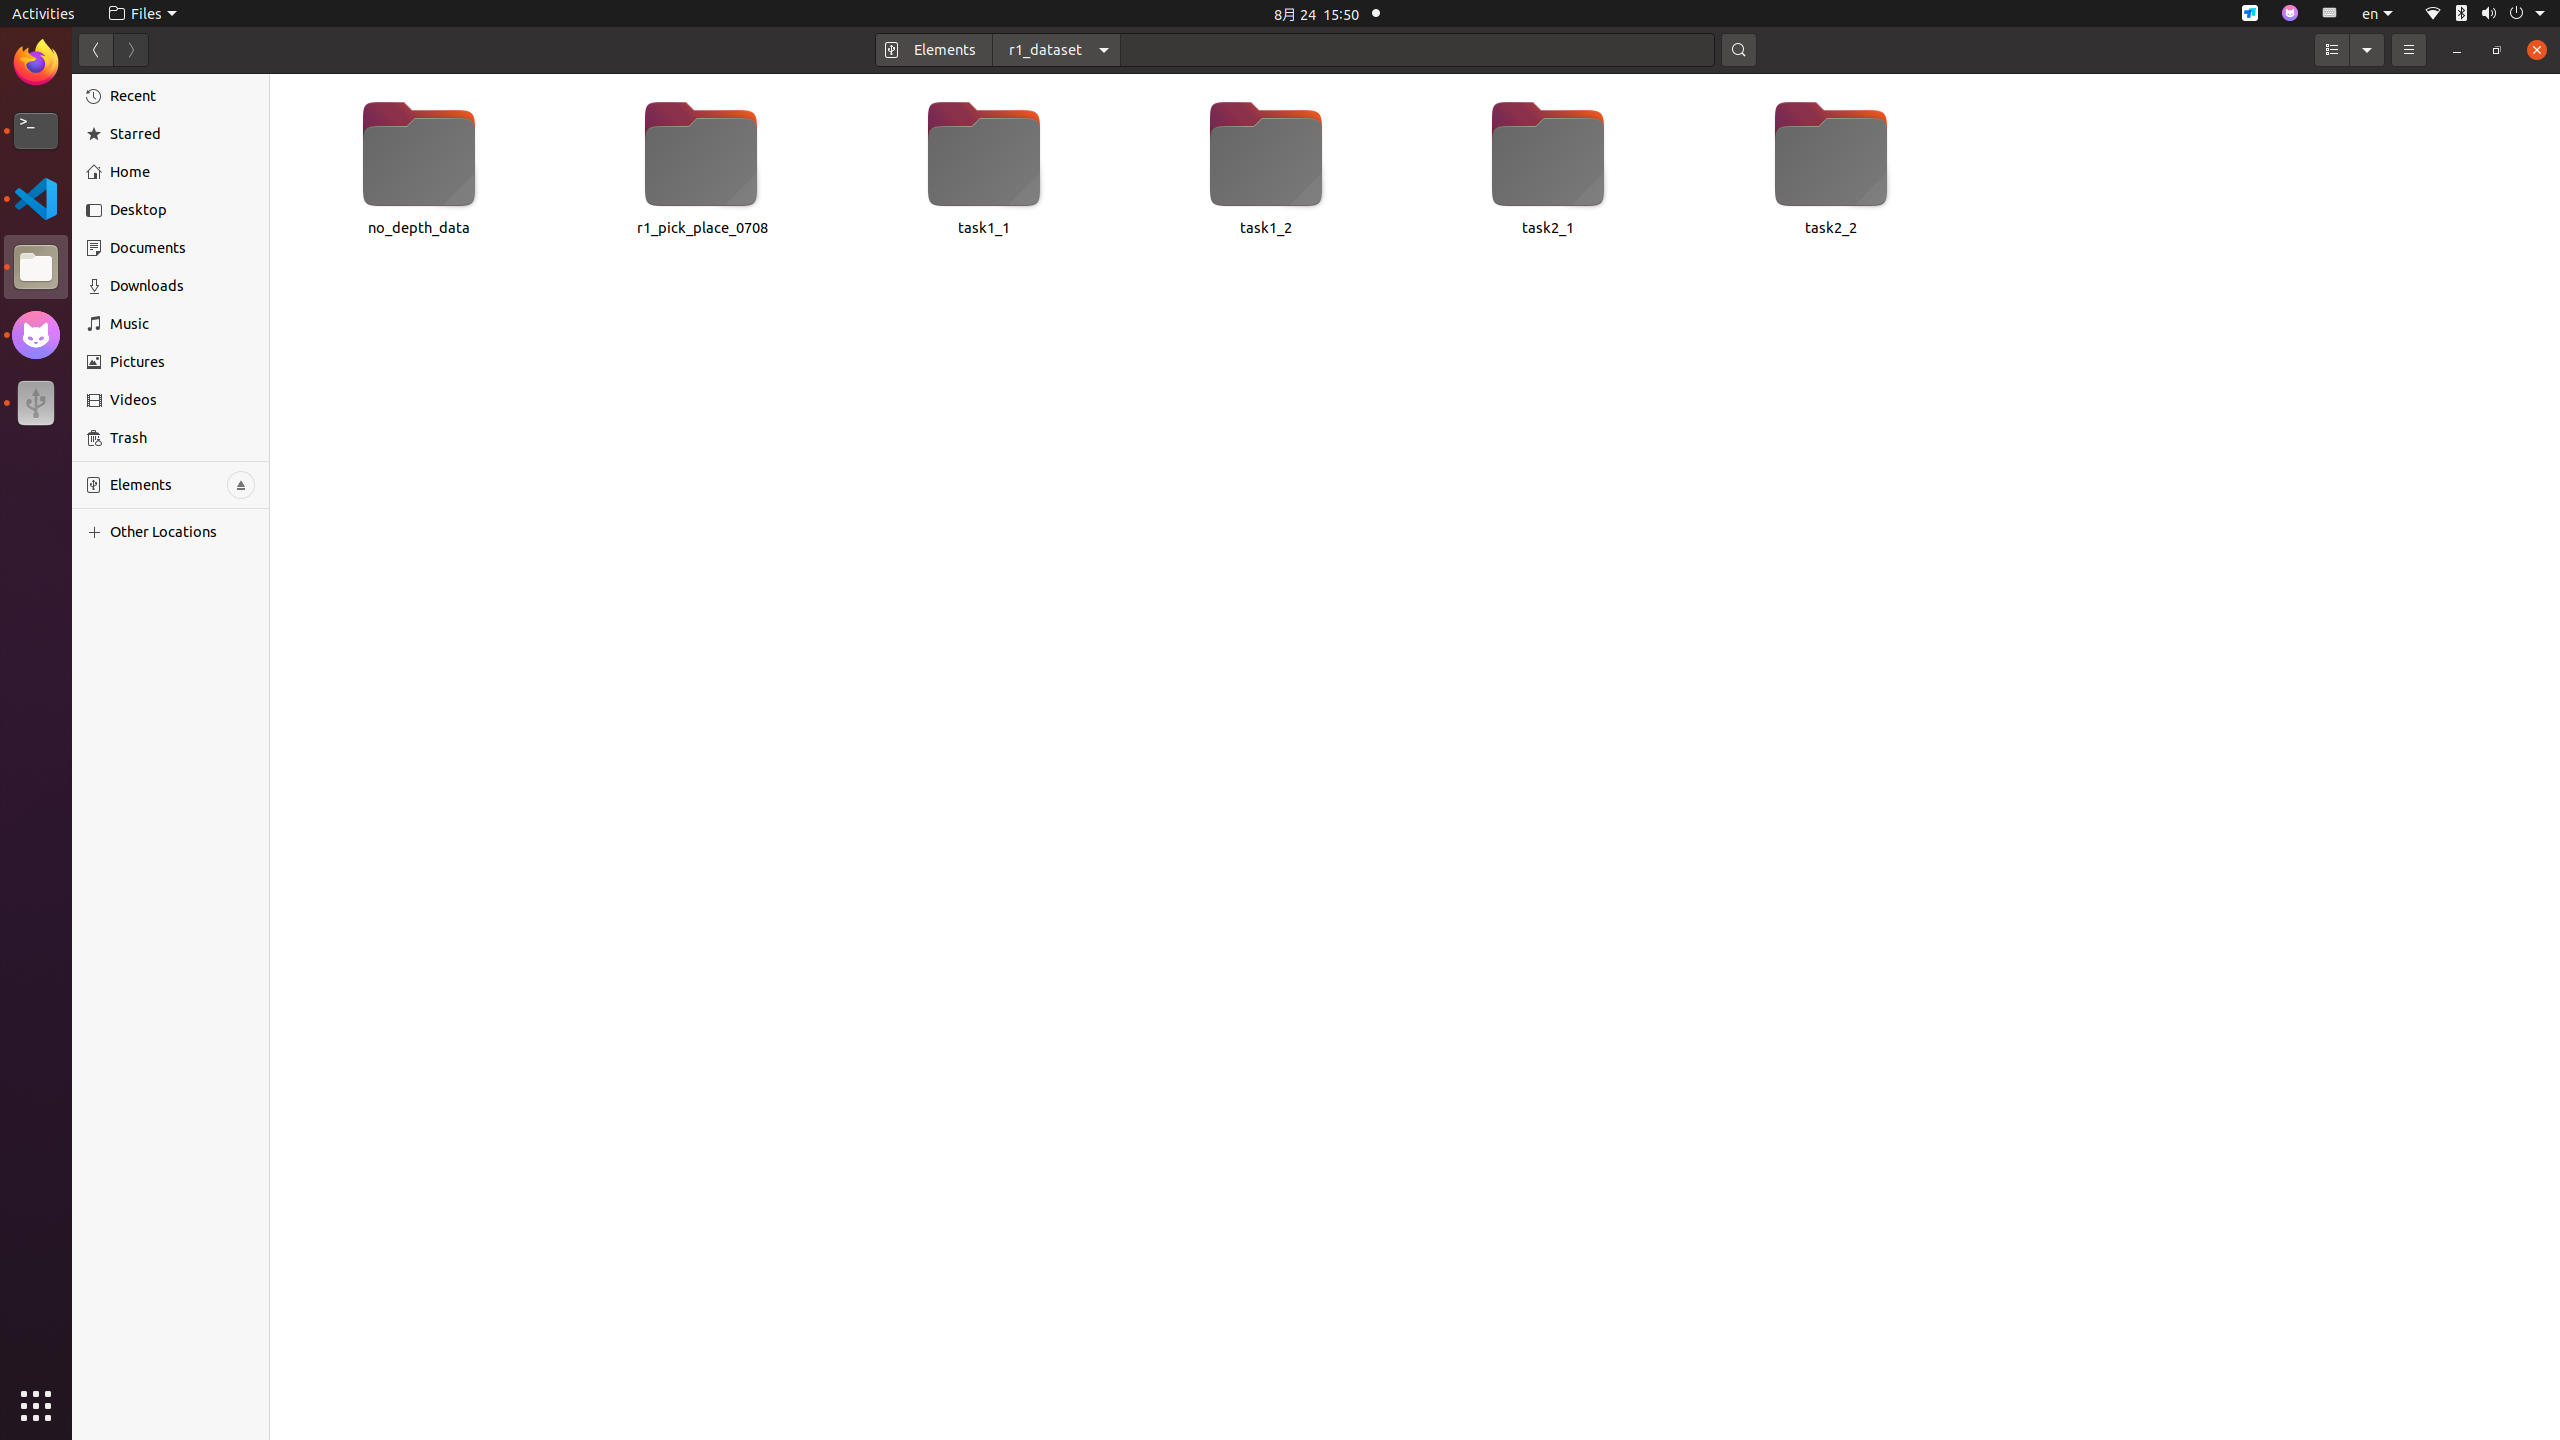 Activities Files 8月 24 15:50 en
Elements r1_dataset
Recent
Starred
Home
Desktop
Documents
Downloads
Music
Pictures
Videos
Trash
Elements
Other Locations
no_depth_data r1_pick_place_0708 task1_1 task1_2 task2_1 task2_2